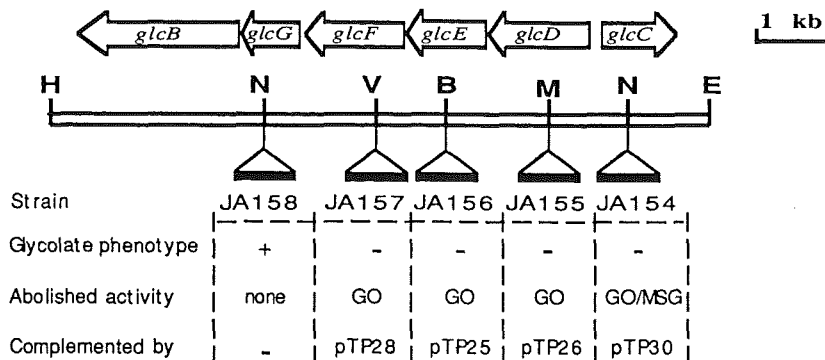 glcB glcG glcF glcE glcD glcC 1 kb
H N V B M N E
Strain JA158 JA157 JA156 JA155 JA154
Glycolate phenotype + - - - -
Abolished activity none GO GO GO GO/MSG
Complemented by - pTP28 pTP25 pTP26 pTP30